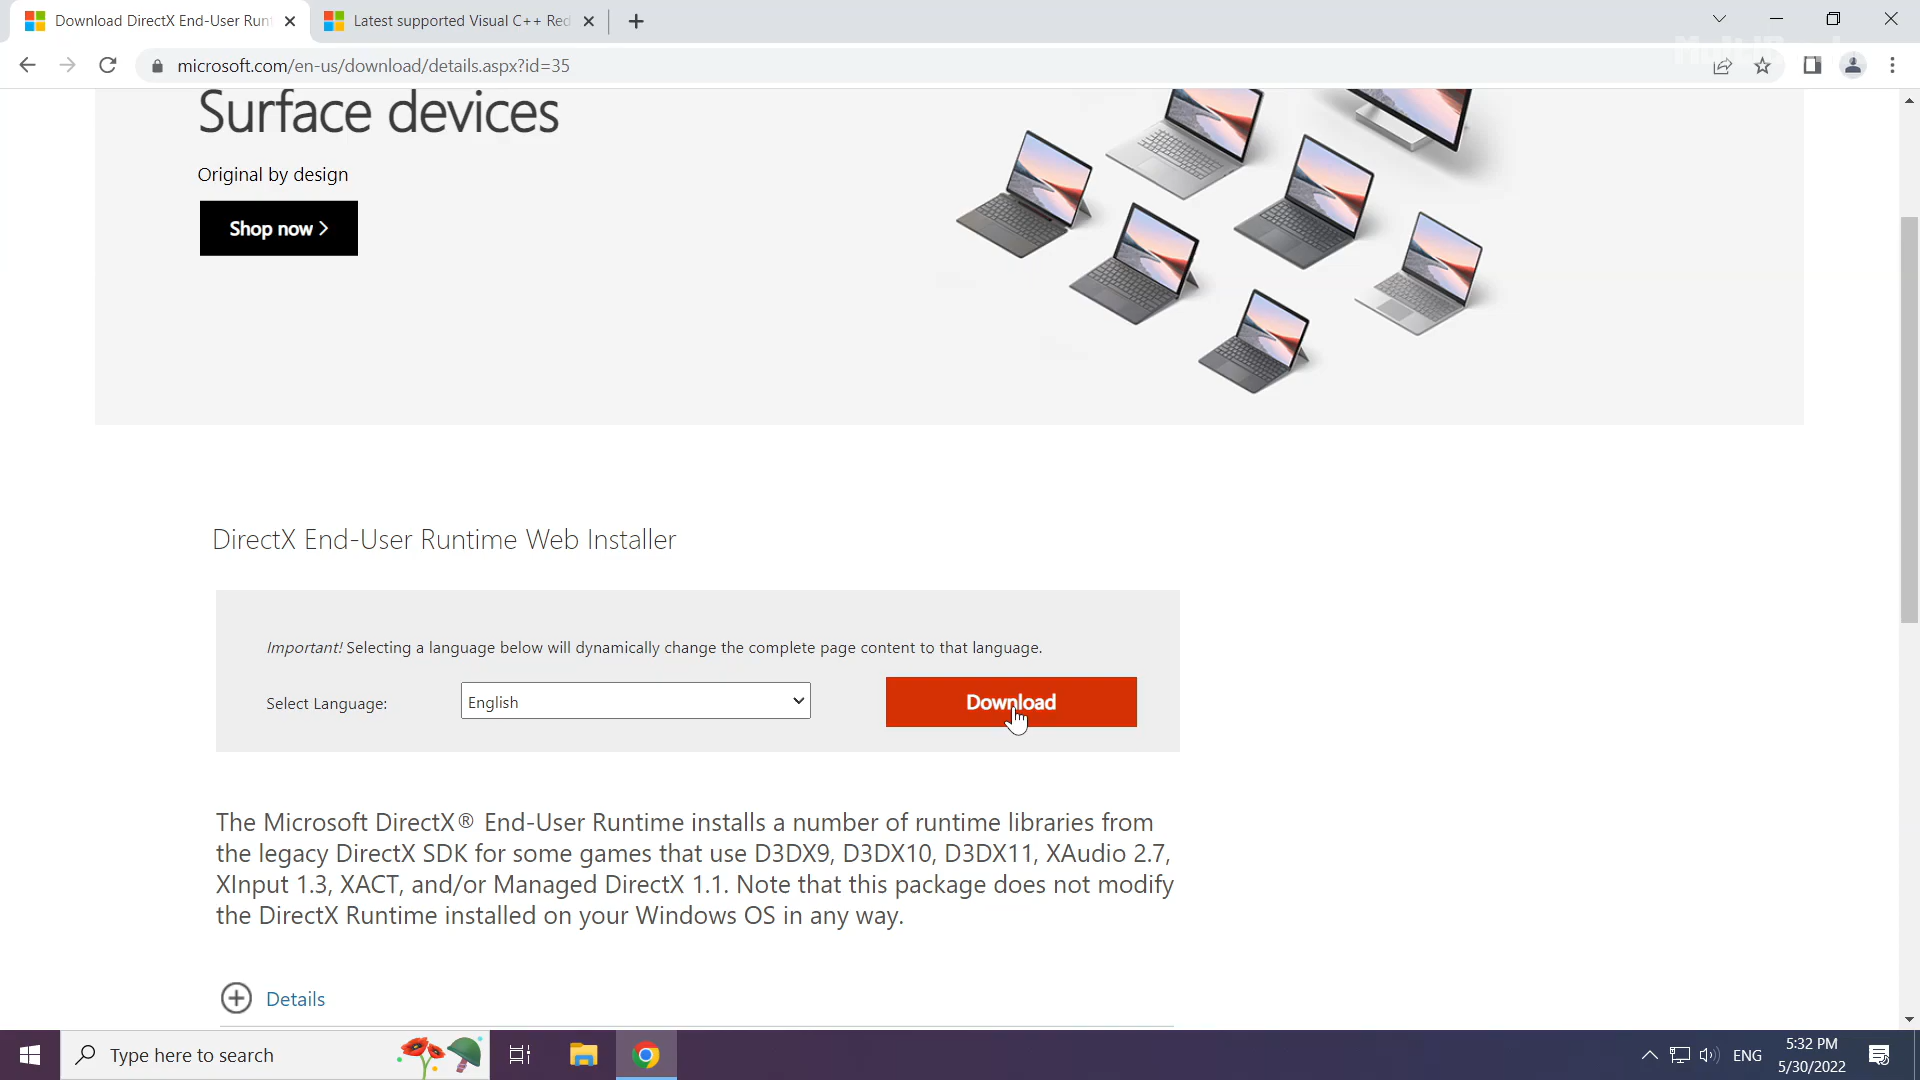 Download DirectX End-User Runt
Latest supported Visual C++ Red
microsoft.com/en-us/download/details.aspx?id=35
Surface devices
Original by design
Shop now >
DirectX End-User Runtime Web Installer
Important! Selecting a language below will dynamically change the complete page content to that language.
Select Language:
English
Download
The Microsoft DirectX® End-User Runtime installs a number of runtime libraries from
the legacy DirectX SDK for some games that use D3DX9, D3DX10, D3DX11, XAudio 2.7,
XInput 1.3, XACT, and/or Managed DirectX 1.1. Note that this package does not modify
the DirectX Runtime installed on your Windows OS in any way.
Details
Type here to search
ENG
5:32 PM
5/30/2022